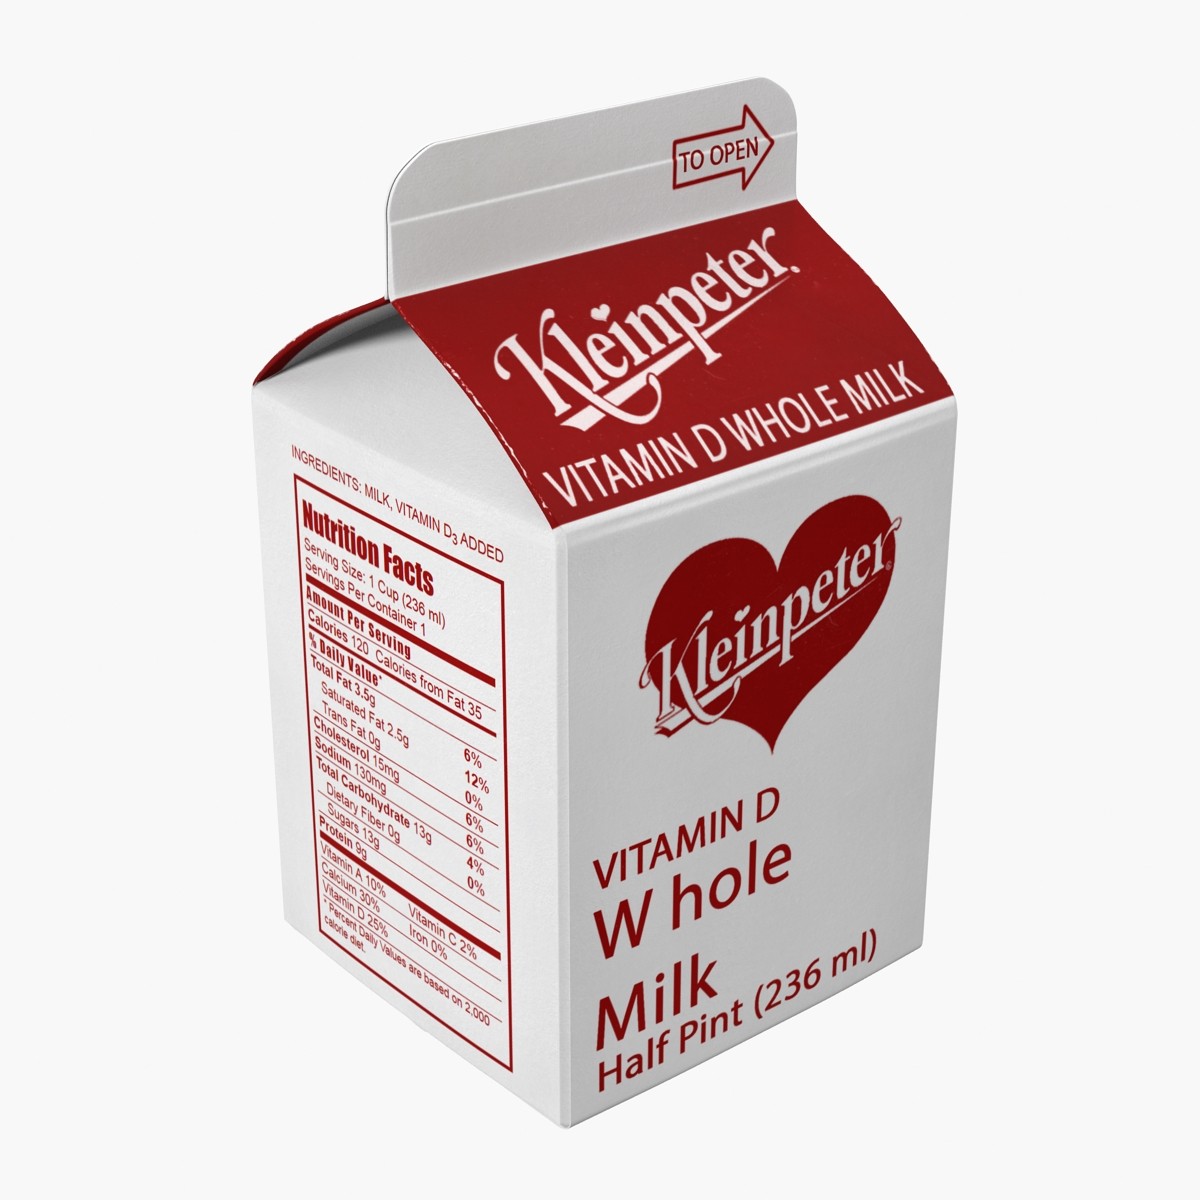 TO OPEN
Kleinpeter®
VITAMIN D WHOLE MILK
Kleinpeter®
VITAMIN D
W hole
Milk
Half Pint (236 ml)
INGREDIENTS: MILK, VITAMIN D3 ADDED
Nutrition Facts
Serving Size: 1 Cup (236 ml)
Servings Per Container 1
Amount Per Serving
Calories 120 Calories from Fat 35
% Daily Value*
Total Fat 3.5g 6%
Saturated Fat 2.5g 12%
Trans Fat 0g 0%
Cholesterol 15mg 6%
Sodium 130mg 6%
Total Carbohydrate 13g 4%
Dietary Fiber 0g 0%
Sugars 13g
Protein 9g
Vitamin A 10% Vitamin C 2%
Calcium 30% Iron 0%
Vitamin D 25%
* Percent Daily Values are based on 2,000
calorie diet.